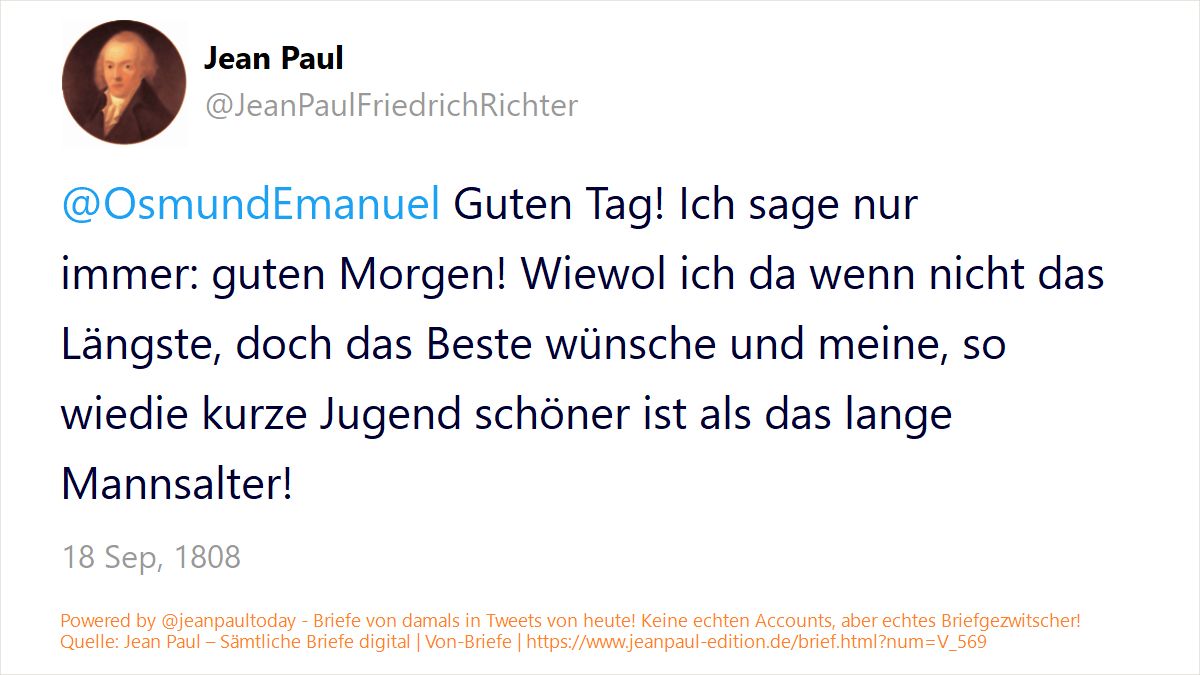 Jean Paul
@JeanPaulFriedrichRichter
@OsmundEmanuel Guten Tag! Ich sage nur
immer: guten Morgen! Wiewol ich da wenn nicht das
Längste, doch das Beste wünsche und meine, so
wiedie kurze Jugend schöner ist als das lange
Mannsalter!
18 Sep, 1808
Powered by @jeanpaultoday - Briefe von damals in Tweets von heute! Keine echten Accounts, aber echtes Briefgezwitscher!
Quelle: Jean Paul – Sämtliche Briefe digital | Von-Briefe | https://www.jeanpaul-edition.de/brief.html?num=V_569